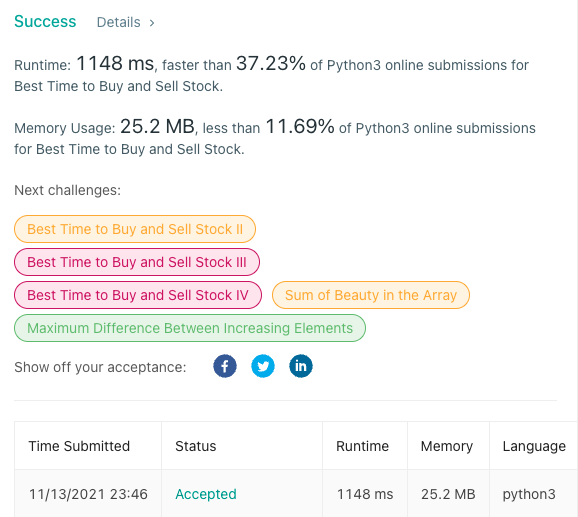 Success Details >
Runtime: 1148 ms, faster than 37.23% of Python3 online submissions for
Best Time to Buy and Sell Stock.
Memory Usage: 25.2 MB, less than 11.69% of Python3 online submissions
for Best Time to Buy and Sell Stock.
Next challenges:
Best Time to Buy and Sell Stock II
Best Time to Buy and Sell Stock III
Best Time to Buy and Sell Stock IV Sum of Beauty in the Array
Maximum Difference Between Increasing Elements
Show off your acceptance: f in
Time Submitted Status Runtime Memory Language
11/13/2021 23:46 Accepted 1148 ms 25.2 MB python3